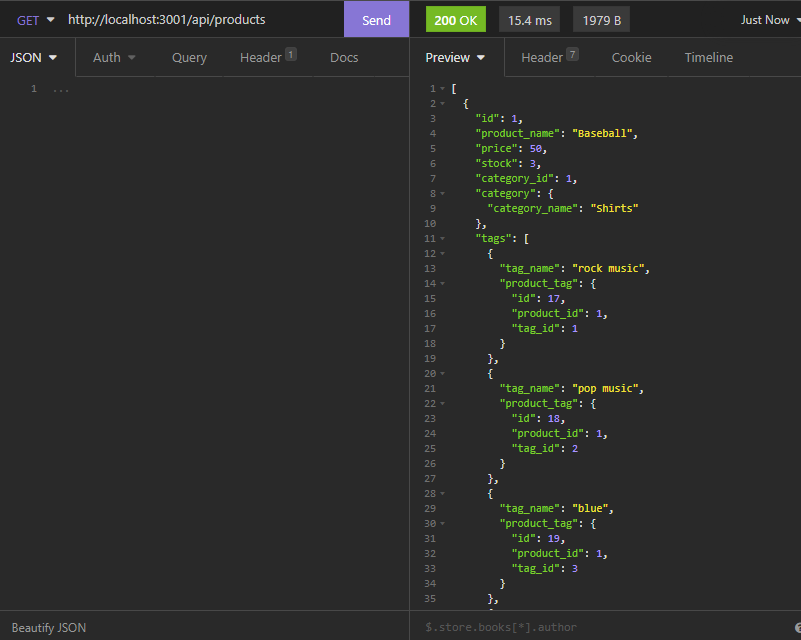 GET http://localhost:3001/api/products Send 200 OK 15.4 ms 1979 B Just Now
JSON Auth Query Header 1 Docs Preview Header 7 Cookie Timeline
1 ...
1 [
2 {
3 "id": 1,
4 "product_name": "Baseball",
5 "price": 50,
6 "stock": 3,
7 "category_id": 1,
8 "category": {
9 "category_name": "Shirts"
10 },
11 "tags": [
12 {
13 "tag_name": "rock music",
14 "product_tag": {
15 "id": 17,
16 "product_id": 1,
17 "tag_id": 1
18 }
19 },
20 {
21 "tag_name": "pop music",
22 "product_tag": {
23 "id": 18,
24 "product_id": 1,
25 "tag_id": 2
26 }
27 },
28 {
29 "tag_name": "blue",
30 "product_tag": {
31 "id": 19,
32 "product_id": 1,
33 "tag_id": 3
34 }
35 },
Beautify JSON $.store.books[*].author